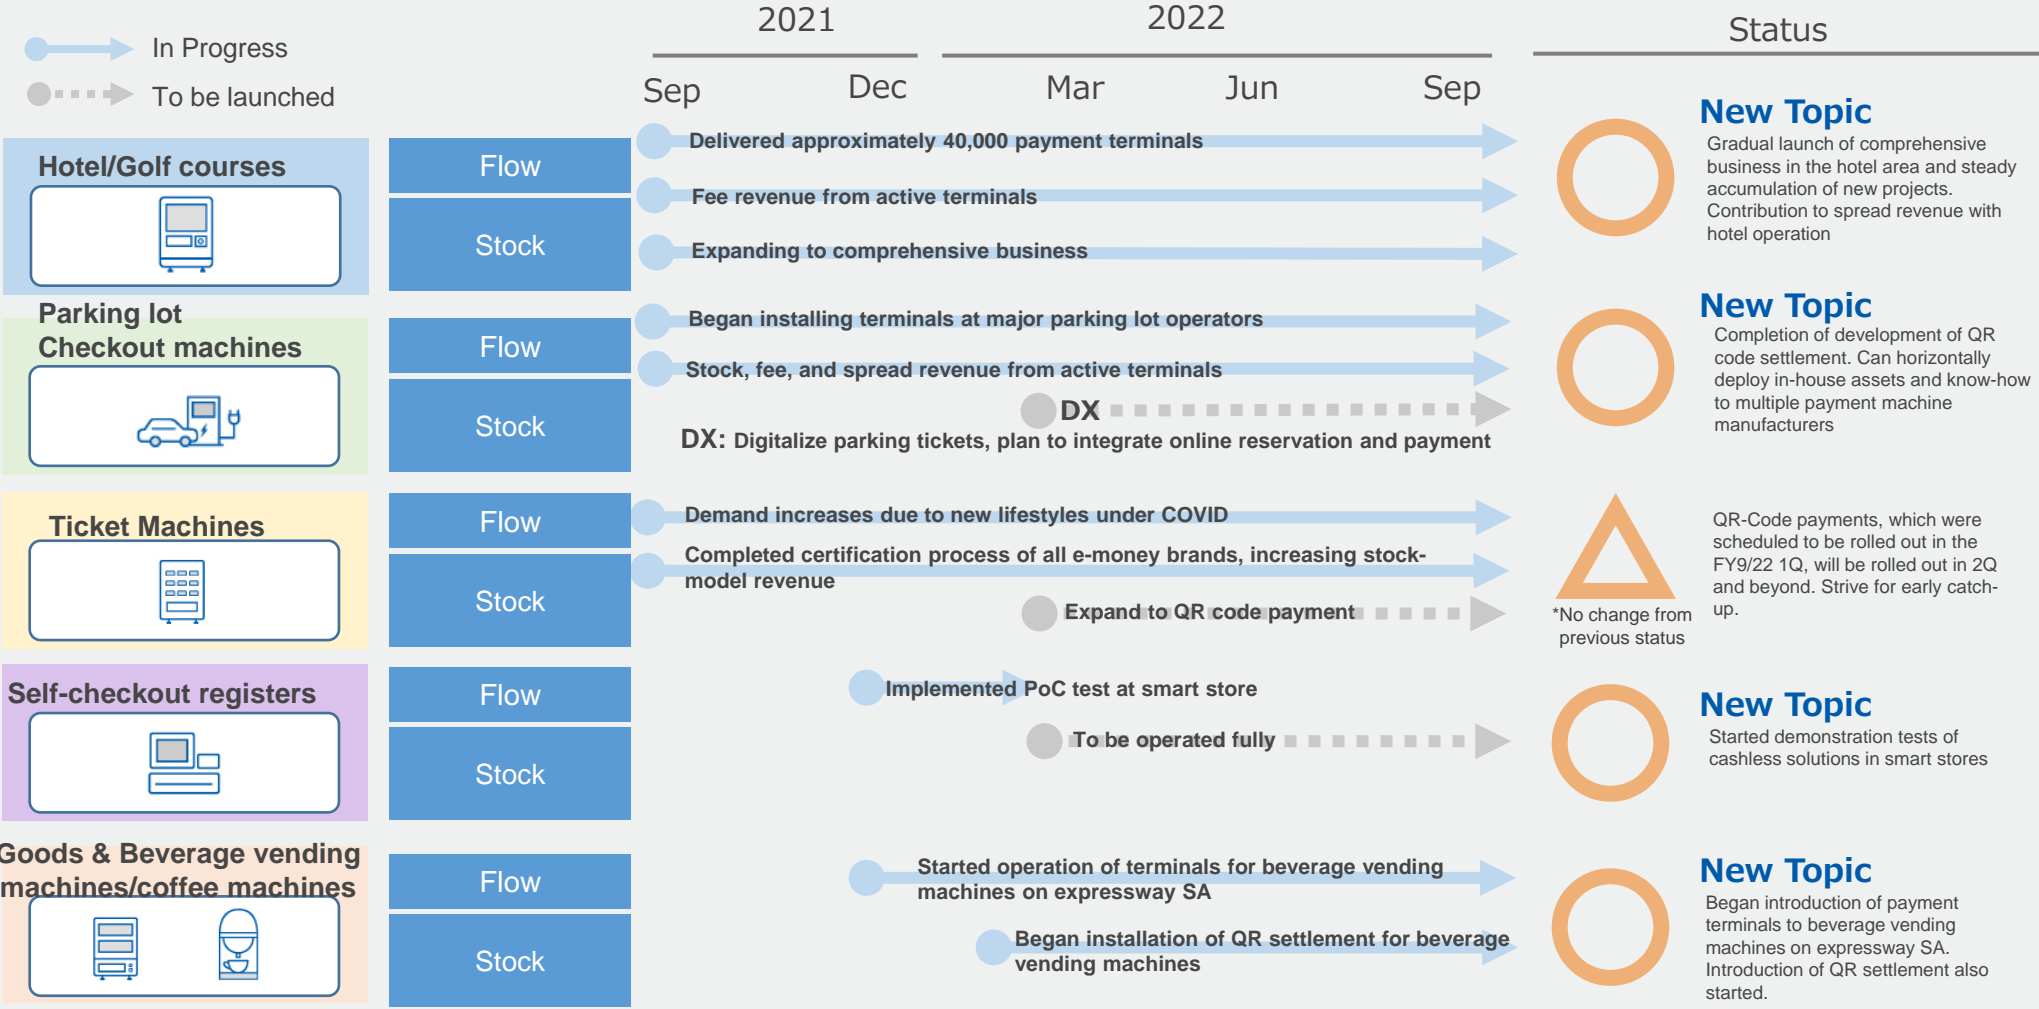 In Progress
To be launched
2021
2022
Status
Sep
Dec
Mar
Jun
Sep
Hotel/Golf courses
Flow
Stock
Delivered approximately 40,000 payment terminals
Fee revenue from active terminals
Expanding to comprehensive business
New Topic
Gradual launch of comprehensive
business in the hotel area and steady
accumulation of new projects.
Contribution to spread revenue with
hotel operation
Parking lot
Checkout machines
Flow
Stock
Began installing terminals at major parking lot operators
Stock, fee, and spread revenue from active terminals
DX
DX: Digitalize parking tickets, plan to integrate online reservation and payment
New Topic
Completion of development of QR
code settlement. Can horizontally
deploy in-house assets and know-how
to multiple payment machine
manufacturers
Ticket Machines
Flow
Stock
Demand increases due to new lifestyles under COVID
Completed certification process of all e-money brands, increasing stock-
model revenue
Expand to QR code payment
*No change from
previous status
QR-Code payments, which were
scheduled to be rolled out in the
FY9/22 1Q, will be rolled out in 2Q
and beyond. Strive for early catch-
up.
Self-checkout registers
Flow
Stock
Implemented PoC test at smart store
To be operated fully
New Topic
Started demonstration tests of
cashless solutions in smart stores
Goods & Beverage vending
machines/coffee machines
Flow
Stock
Started operation of terminals for beverage vending
machines on expressway SA
Began installation of QR settlement for beverage
vending machines
New Topic
Began introduction of payment
terminals to beverage vending
machines on expressway SA.
Introduction of QR settlement also
started.